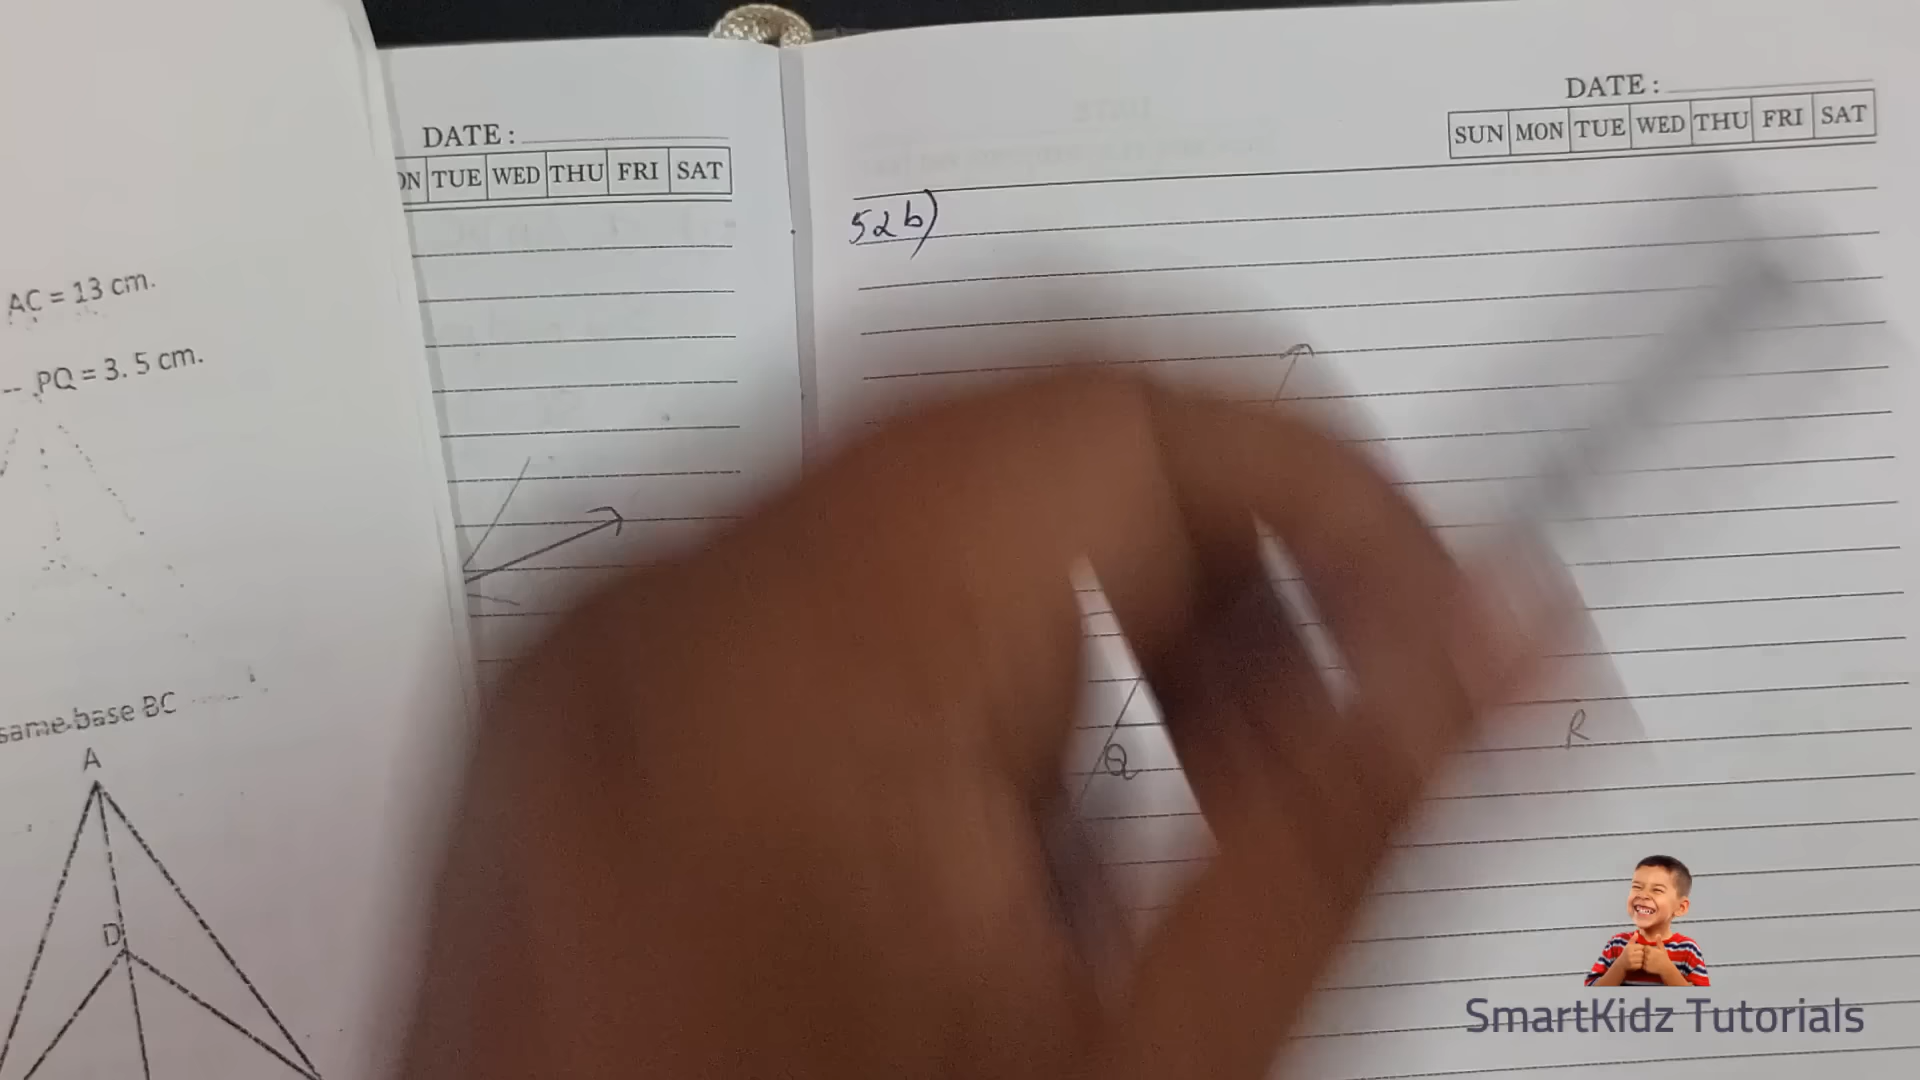 AC = 13 cm.
PQ = 3. 5 cm.
same base BC
A
D
DATE :
TUE WED THU FRI SAT
DATE :
SUN MON TUE WED THU FRI SAT
52 b)
Q
R
SmartKidz Tutorials